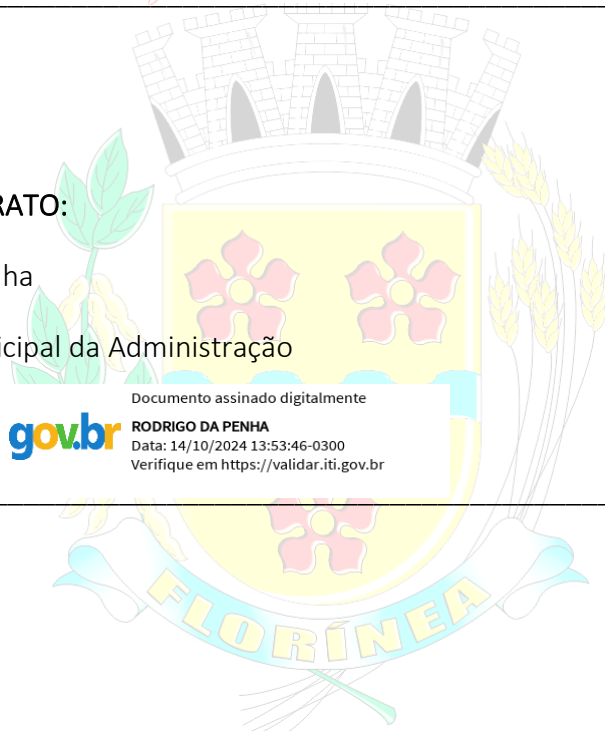 RATO:
ha
icipal da Administração
Documento assinado digitalmente
gov.br
RODRIGO DA PENHA
Data: 14/10/2024 13:53:46-0300
Verifique em https://validar.iti.gov.br
FLORÍNEA